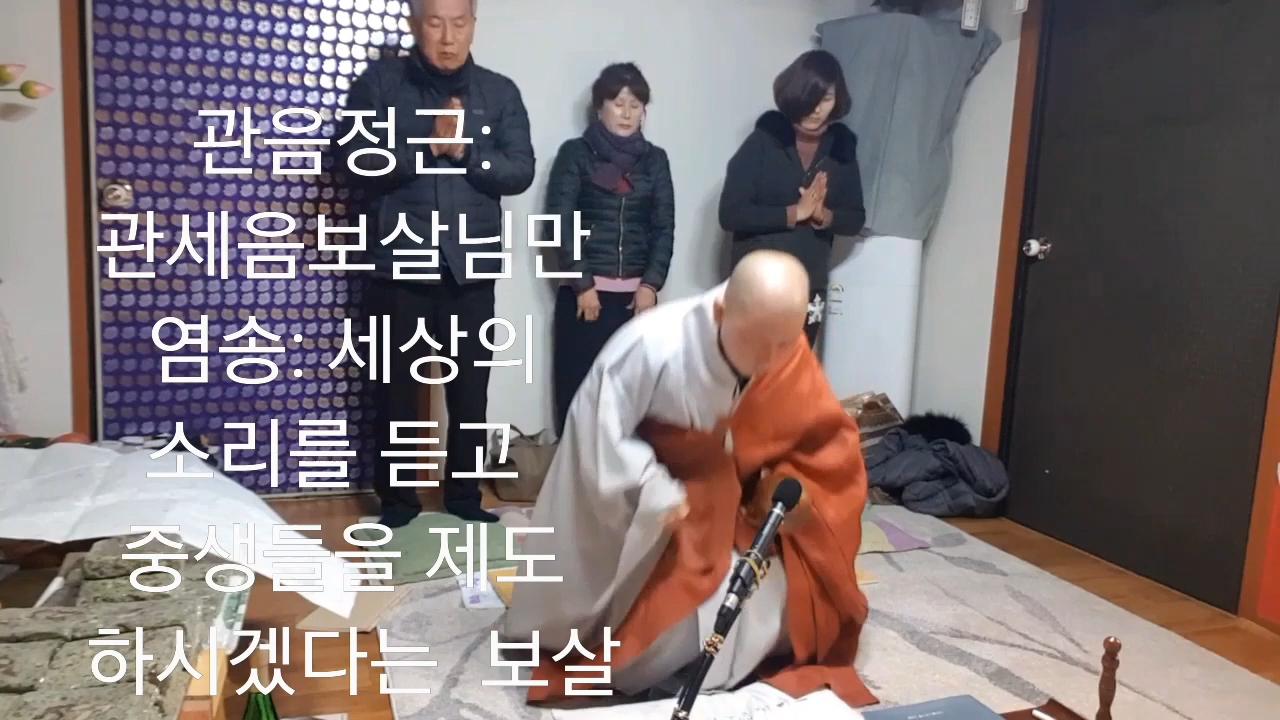 관음정근:
관세음보살님만
염송: 세상의
소리를 듣고
중생들을 제도
하시겠다는 보살